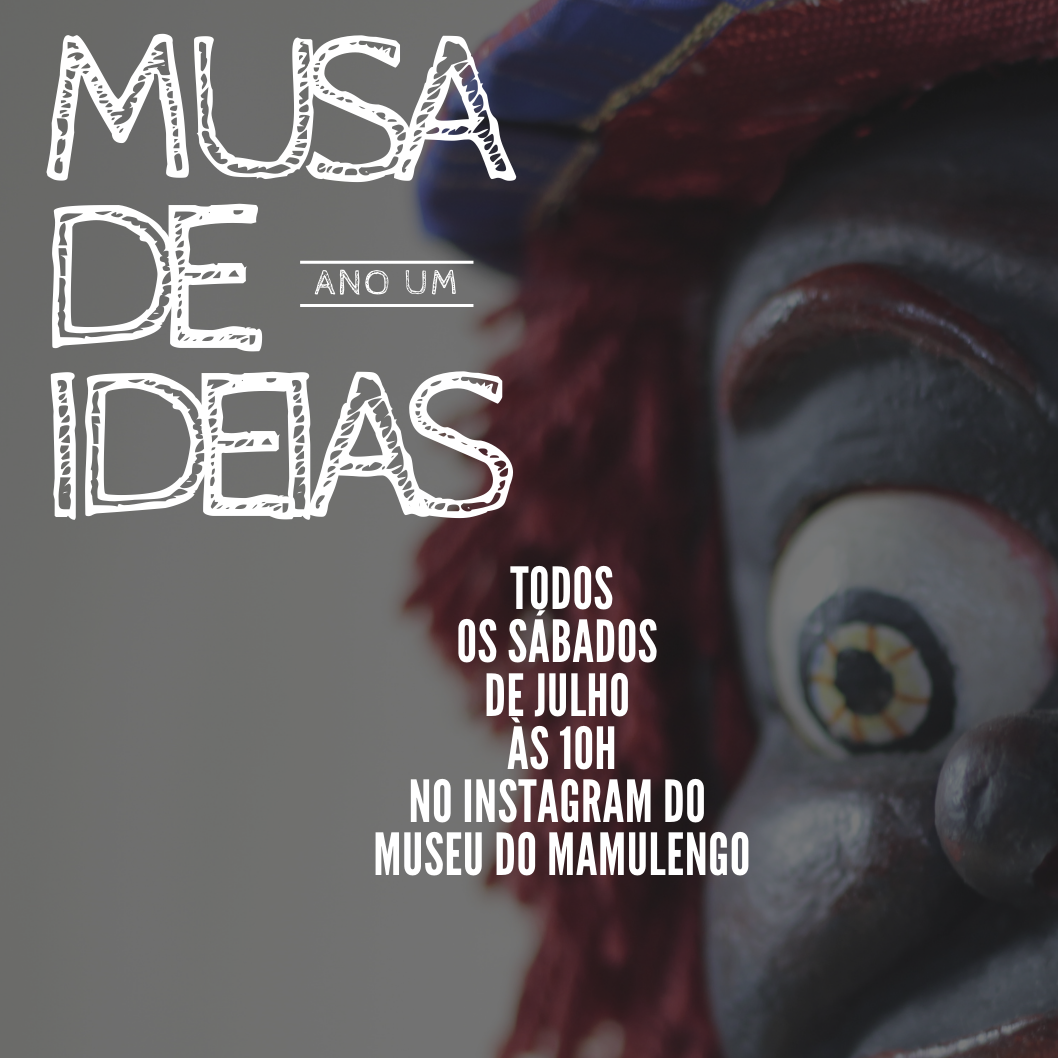 MUSA
DE
ANO UM
IDEIAS
TODOS
OS SÁBADOS
DE JULHO
ÀS 10H
NO INSTAGRAM DO
MUSEU DO MAMULENGO